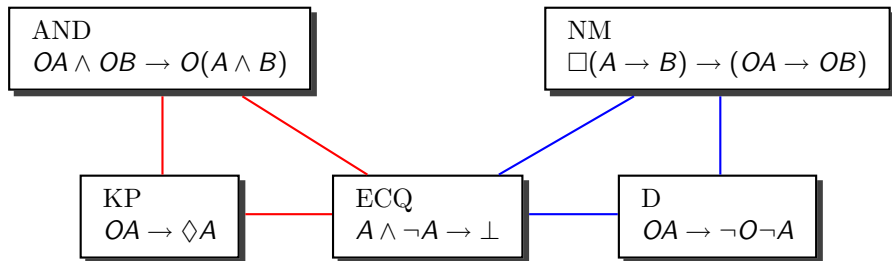 AND
OA ∧ OB → O(A ∧ B)
NM
□(A → B) → (OA → OB)
KP
OA → ◊A
ECQ
A ∧ ¬A → ⊥
D
OA → ¬O¬A